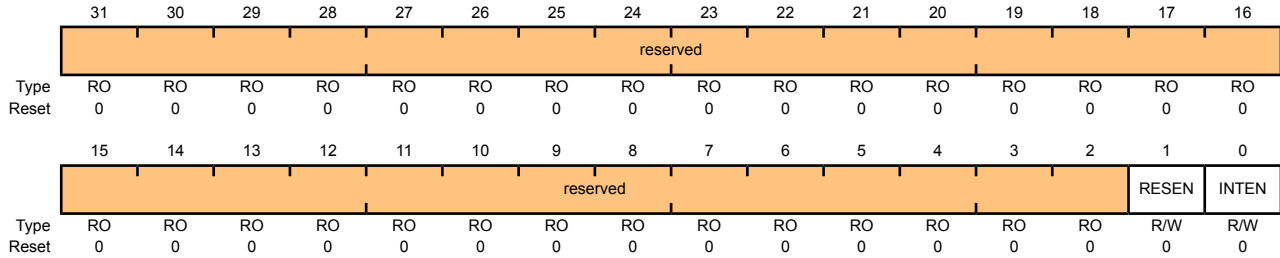 31 30 29 28 27 26 25 24 23 22 21 20 19 18 17 16
reserved
Type RO RO RO RO RO RO RO RO RO RO RO RO RO RO RO RO
Reset 0 0 0 0 0 0 0 0 0 0 0 0 0 0 0 0
15 14 13 12 11 10 9 8 7 6 5 4 3 2 1 0
reserved RESEN INTEN
Type RO RO RO RO RO RO RO RO RO RO RO RO RO RO R/W R/W
Reset 0 0 0 0 0 0 0 0 0 0 0 0 0 0 0 0